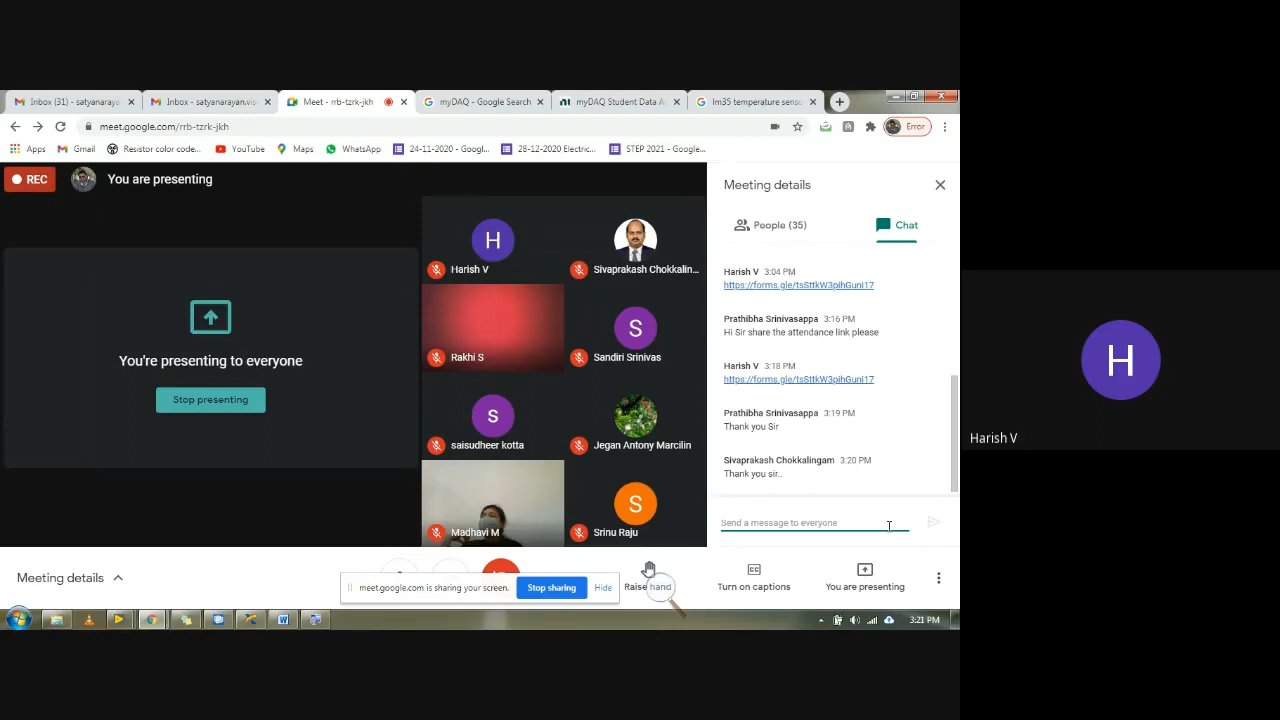 Inbox (31) - satyanaraya
Inbox - satyanarayan.vis
Meet - rrb-tzrk-jkh
myDAQ - Google Search
myDAQ Student Data A
lm35 temperature senso
meet.google.com/rrb-tzrk-jkh
Error
Apps
Gmail
Resistor color code...
YouTube
Maps
WhatsApp
24-11-2020 - Googl...
28-12-2020 Electric...
STEP 2021 - Google...
REC
You are presenting
You're presenting to everyone
Stop presenting
H
Harish V
Sivaprakash Chokkalin...
Rakhi S
S
Sandiri Srinivas
s
saisudheer kotta
Jegan Antony Marcilin
Madhavi M
S
Srinu Raju
Meeting details
People (35)
Chat
Harish V 3:04 PM
https://forms.gle/tsSttkW3pihGuni17
Prathibha Srinivasappa 3:16 PM
Hi Sir share the attendance link please
Harish V 3:18 PM
https://forms.gle/tsSttkW3pihGuni17
Prathibha Srinivasappa 3:19 PM
Thank you Sir
Sivaprakash Chokkalingam 3:20 PM
Thank you sir..
Send a message to everyone
Meeting details
meet.google.com is sharing your screen.
Stop sharing
Hide
Raise hand
Turn on captions
You are presenting
3:21 PM
H
Harish V